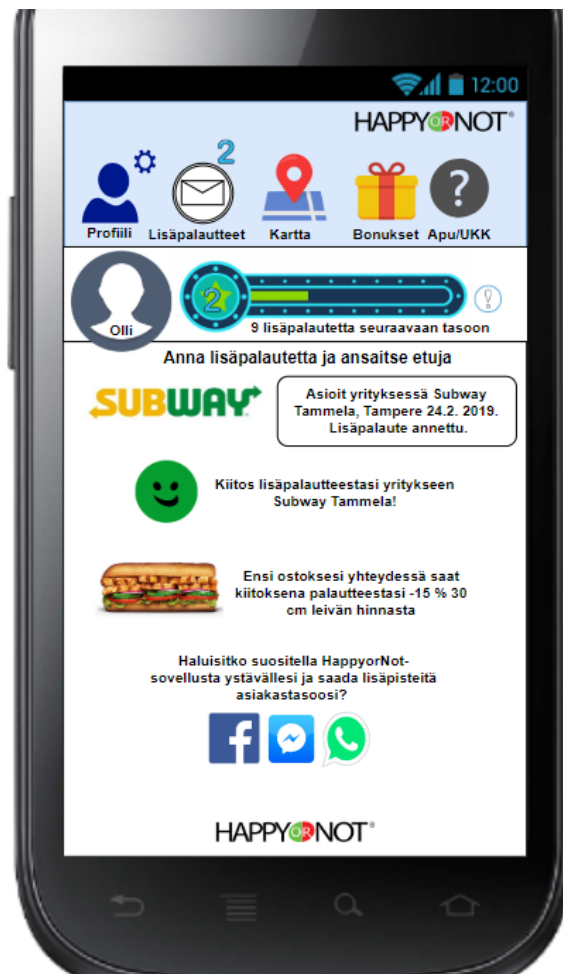 12:00
HAPPYORNOT®
2
Profiili Lisäpalautteet Kartta Bonukset Apu/UKK
?
2
!
Olli
9 lisäpalautetta seuraavaan tasoon
Anna lisäpalautetta ja ansaitse etuja
SUBWAY
Asioit yrityksessä Subway
Tammela, Tampere 24.2. 2019.
Lisäpalaute annettu.
Kiitos lisäpalautteestasi yritykseen
Subway Tammela!
Ensi ostoksesi yhteydessä saat
kiitoksena palautteestasi -15 % 30
cm leivän hinnasta
Haluisitko suositella HappyorNot-
sovellusta ystävällesi ja saada lisäpisteitä
asiakastasoosi?
f
HAPPYORNOT®